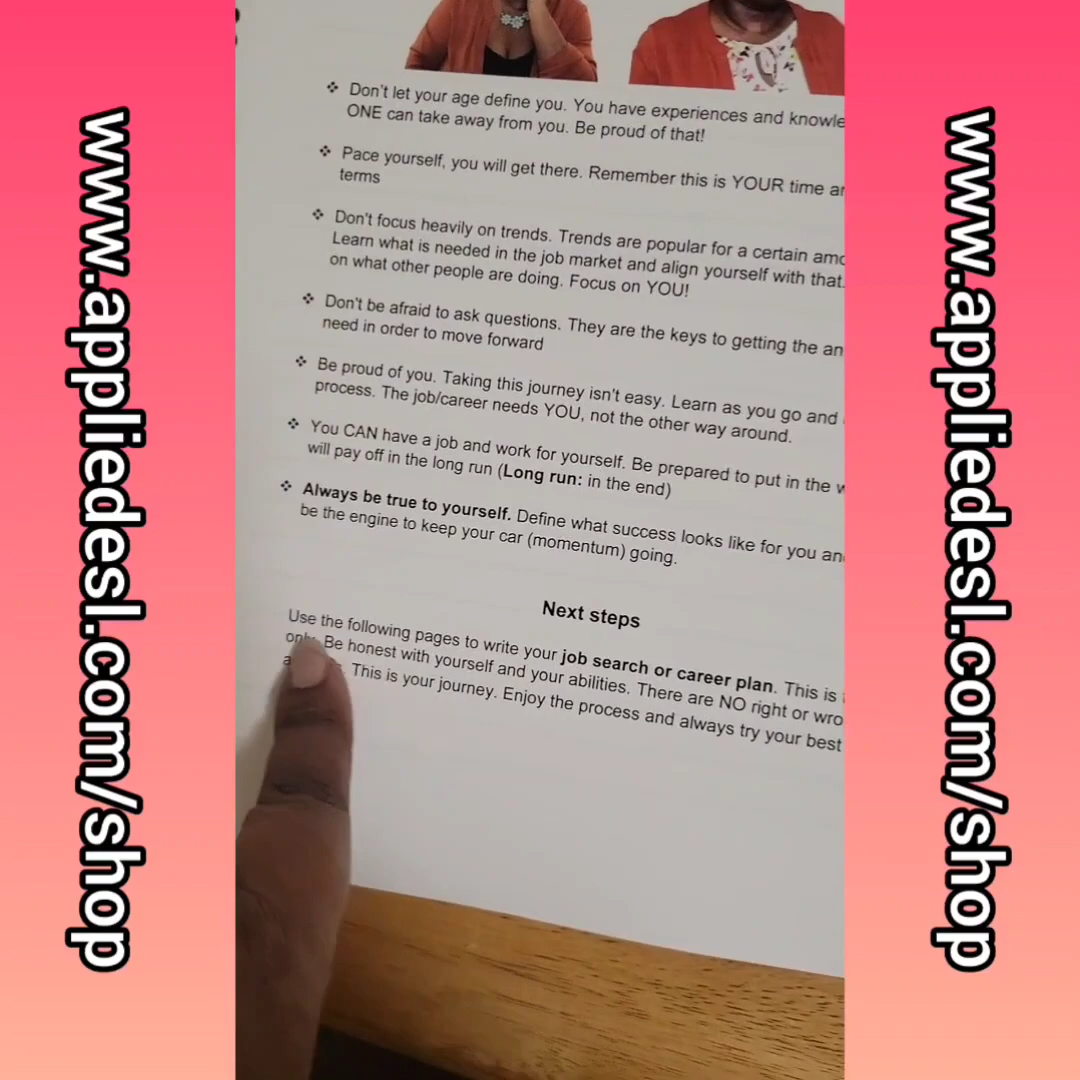 www.appliedesl.com/shop
❖ Don't let your age define you. You have experiences and
ONE can take away from you. Be proud of that!
❖ Pace yourself, you will get there. Remember this is YOUR time
terms
❖ Don't focus heavily on trends. Trends are popular for a certain
Learn what is needed in the job market and align yourself with that.
on what other people are doing. Focus on YOU!
❖ Don't be afraid to ask questions. They are the keys to getting the
need in order to move forward
❖ Be proud of you. Taking this journey isn't easy. Learn as you go and
process. The job/career needs YOU, not the other way around.
❖ You CAN have a job and work for yourself. Be prepared to put in the
will pay off in the long run (Long run: in the end)
❖ Always be true to yourself. Define what success looks like for you
be the engine to keep your car (momentum) going.
Next steps
Use the following pages to write your job search or career plan. This is
Be honest with yourself and your abilities. There are NO right or
This is your journey. Enjoy the process and always try your best
www.appliedesl.com/shop